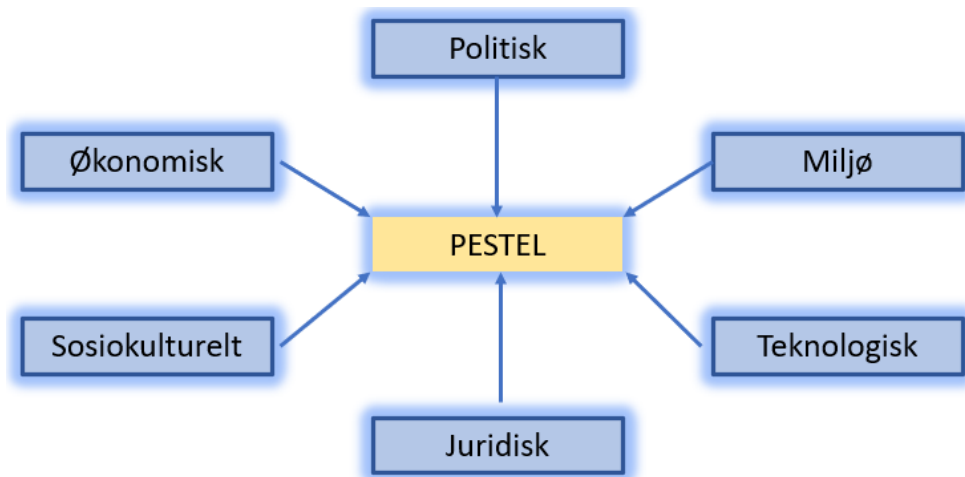 Politisk
Økonomisk
Miljø
PESTEL
Sosiokulturelt
Teknologisk
Juridisk